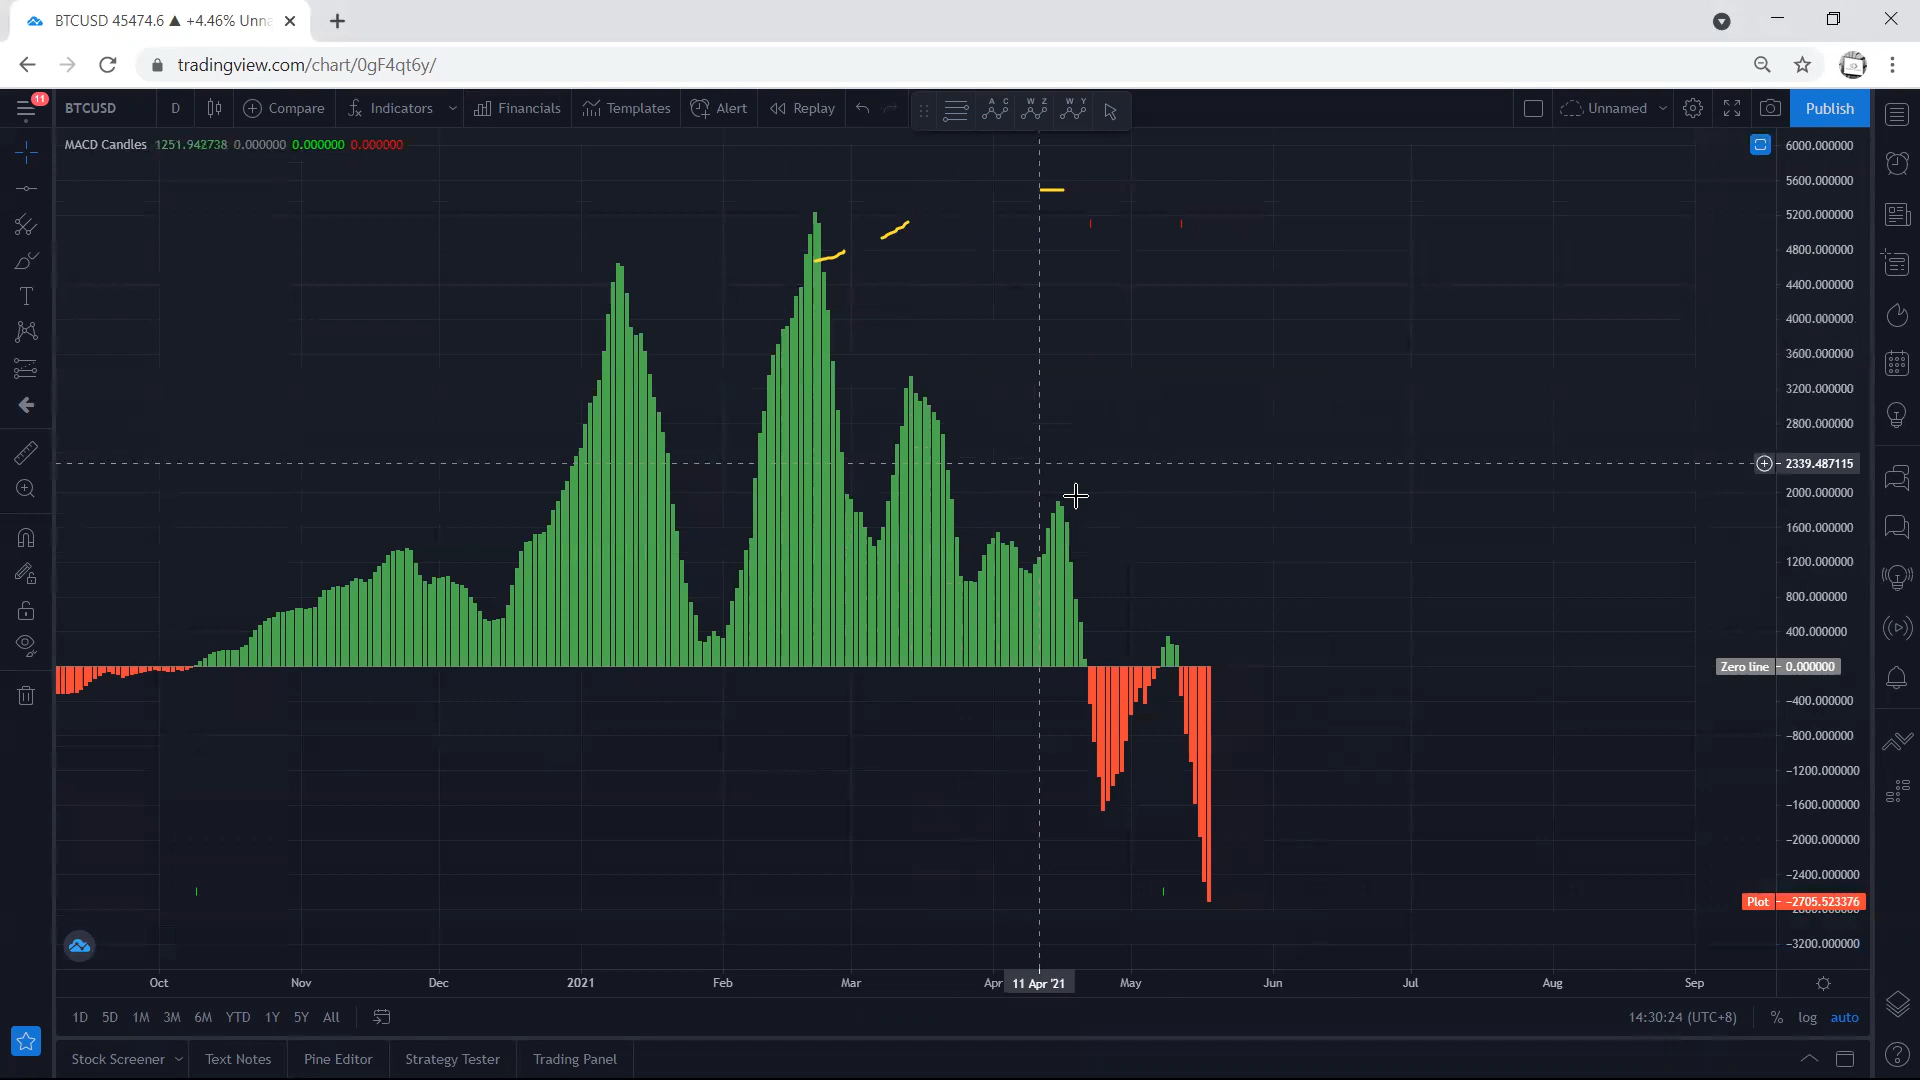 BTCUSD 45474.6 ▲ +4.46% Unna
tradingview.com/chart/0gF4qt6y/
11
BTCUSD D Compare Indicators Financials Templates Alert Replay A C W Z W Y Unnamed Publish
MACD Candles 1251.942738 0.000000 0.000000 0.000000
6000.000000
5600.000000
5200.000000
4800.000000
4400.000000
4000.000000
3600.000000
3200.000000
2800.000000
2339.487115
2000.000000
1600.000000
1200.000000
800.000000
400.000000
Zero line 0.000000
−400.000000
−800.000000
−1200.000000
−1600.000000
−2000.000000
−2400.000000
Plot −2705.523376
−3200.000000
Oct Nov Dec 2021 Feb Mar Apr 11 Apr '21 May Jun Jul Aug Sep
1D 5D 1M 3M 6M YTD 1Y 5Y All 14:30:24 (UTC+8) % log auto
Stock Screener Text Notes Pine Editor Strategy Tester Trading Panel